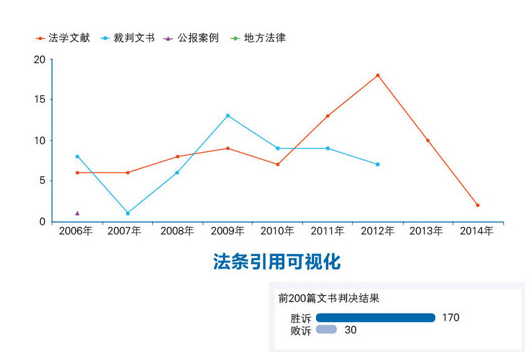 法学文献 裁判文书 公报案例 地方法律
20
15
10
5
0
2006年 2007年 2008年 2009年 2010年 2011年 2012年 2013年 2014年
法条引用可视化
前200篇文书判决结果
胜诉 170
败诉 30